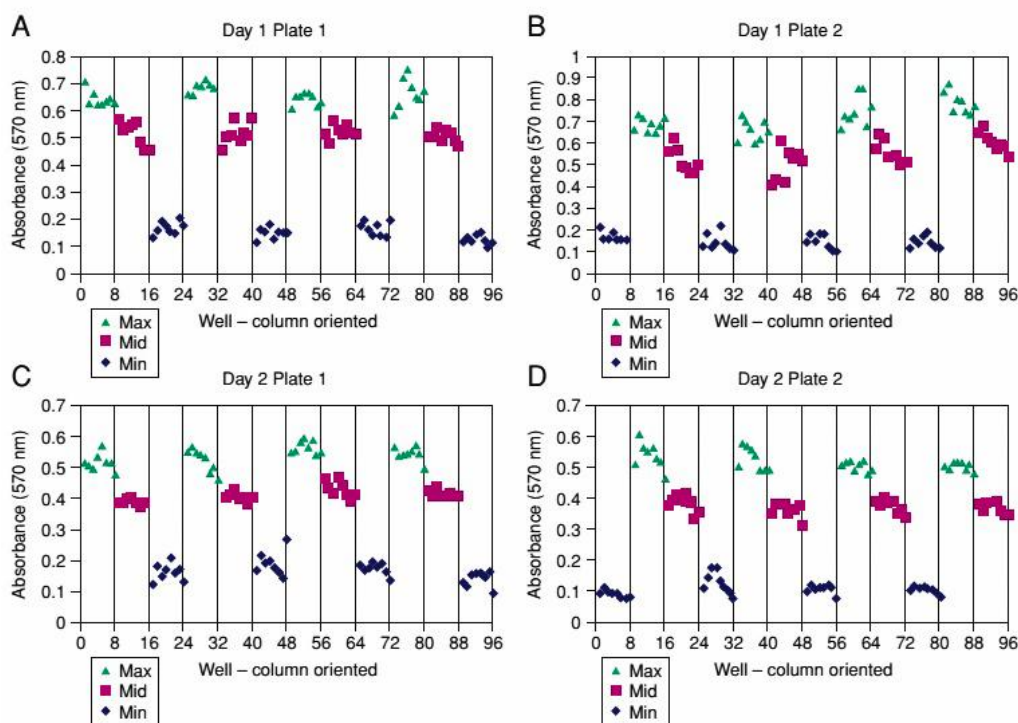 A
Day 1 Plate 1
Absorbance (570 nm)
0.8
0.7
0.6
0.5
0.4
0.3
0.2
0.1
0
0 8 16 24 32 40 48 56 64 72 80 88 96
Well – column oriented
Max
Mid
Min
B
Day 1 Plate 2
Absorbance (570 nm)
1
0.9
0.8
0.7
0.6
0.5
0.4
0.3
0.2
0.1
0
0 8 16 24 32 40 48 56 64 72 80 88 96
Well – column oriented
Max
Mid
Min
C
Day 2 Plate 1
Absorbance (570 nm)
0.7
0.6
0.5
0.4
0.3
0.2
0.1
0
0 8 16 24 32 40 48 56 64 72 80 88 96
Well – column oriented
Max
Mid
Min
D
Day 2 Plate 2
Absorbance (570 nm)
0.7
0.6
0.5
0.4
0.3
0.2
0.1
0
0 8 16 24 32 40 48 56 64 72 80 88 96
Well – column oriented
Max
Mid
Min